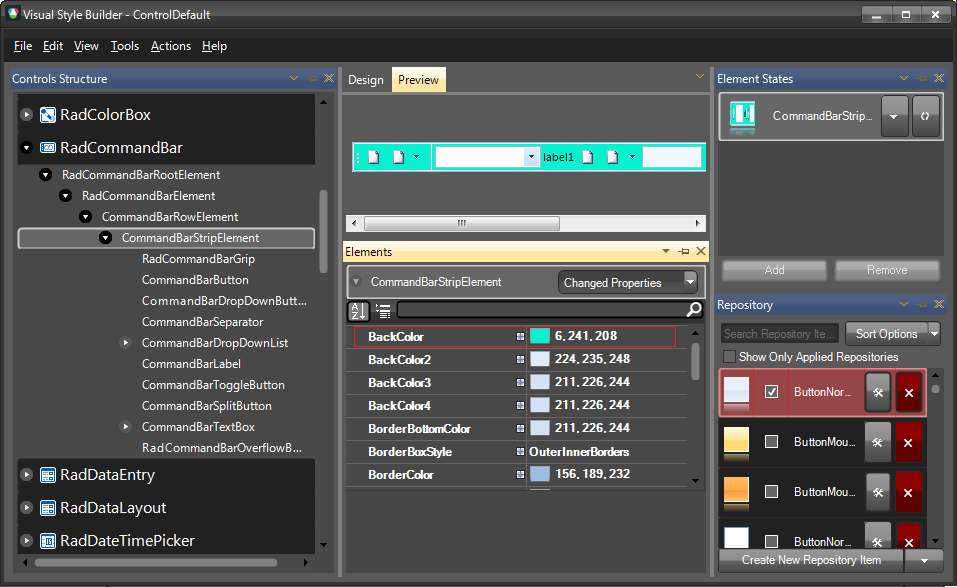 Visual Style Builder - ControlDefault
File Edit View Tools Actions Help
Controls Structure
RadColorBox
RadCommandBar
RadCommandBarRootElement
RadCommandBarElement
CommandBarRowElement
CommandBarStripElement
RadCommandBarGrip
CommandBarButton
CommandBarDropDownButt...
CommandBarSeparator
CommandBarDropDownList
CommandBarLabel
CommandBarToggleButton
CommandBarSplitButton
CommandBarTextBox
RadCommandBarOverflowB...
RadDataEntry
RadDataLayout
RadDateTimePicker
Design Preview
label1
Elements
CommandBarStripElement Changed Properties
BackColor 6, 241, 208
BackColor2 224, 235, 248
BackColor3 211, 226, 244
BackColor4 211, 226, 244
BorderBottomColor 211, 226, 244
BorderBoxStyle OuterInnerBorders
BorderColor 156, 189, 232
Element States
CommandBarStrip...
Add Remove
Repository
Search Repository Item Sort Options
Show Only Applied Repositories
ButtonNor...
ButtonMou...
ButtonMou...
ButtonNor...
Create New Repository Item